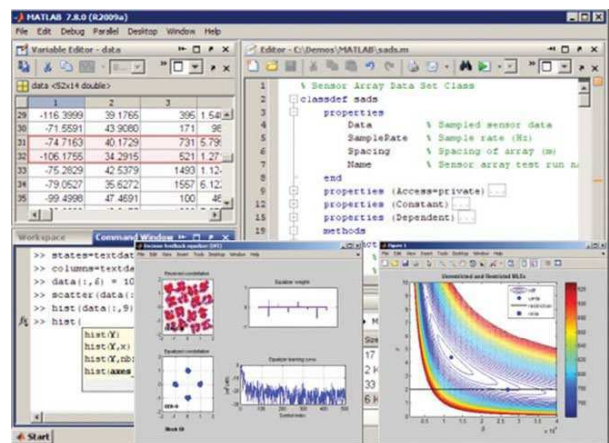 MATLAB 7.8.0 (R2009a)
File Edit Debug Parallel Desktop Window Help
Variable Editor - data
data <52x14 double>
1 2 3
29 -116.3999 39.1765 395
30 -71.5591 43.9080 171
31 -74.7163 40.1729 731
32 -106.1755 34.2915 521
33 -75.2829 42.5379 1493
34 -79.0527 35.6272 1557
35 -99.4998 47.4691 100
Workspace Command Window
>> states=textdat
>> columns=textda
>> data(:,6) = 10
>> scatter(data(:
>> hist(data(:,9)
>> hist(
hist(Y)
hist(Y,x)
hist(Y,nb
hist(axes_
Start
Editor - C:\Demos\MATLAB\sads.m
1 % Sensor Array Data Set Class
2 classdef sads
3 properties
4 Data % Sampled sensor data
5 SampleRate % Sample rate (Hz)
6 Spacing % Spacing of array (m)
7 Name % Sensor array test run na
8 end
9 properties (Access=private) ...
12 properties (Constant) ...
15 properties (Dependent) ...
19 methods
Equalizer weights
Equalizer learning curve
Symbol index
Figure 1